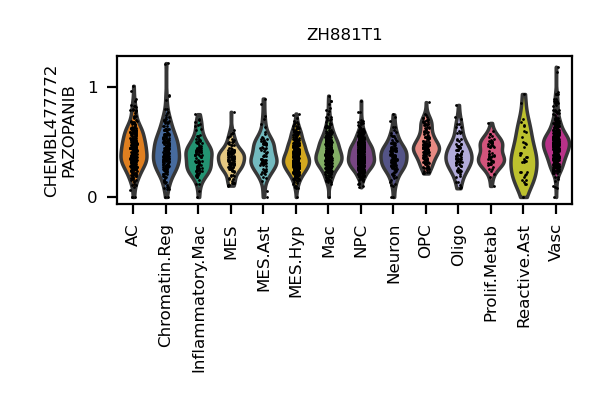 ZH881T1
CHEMBL477772
PAZOPANIB
1
0
AC
Chromatin.Reg
Inflammatory.Mac
MES
MES.Ast
MES.Hyp
Mac
NPC
Neuron
OPC
Oligo
Prolif.Metab
Reactive.Ast
Vasc